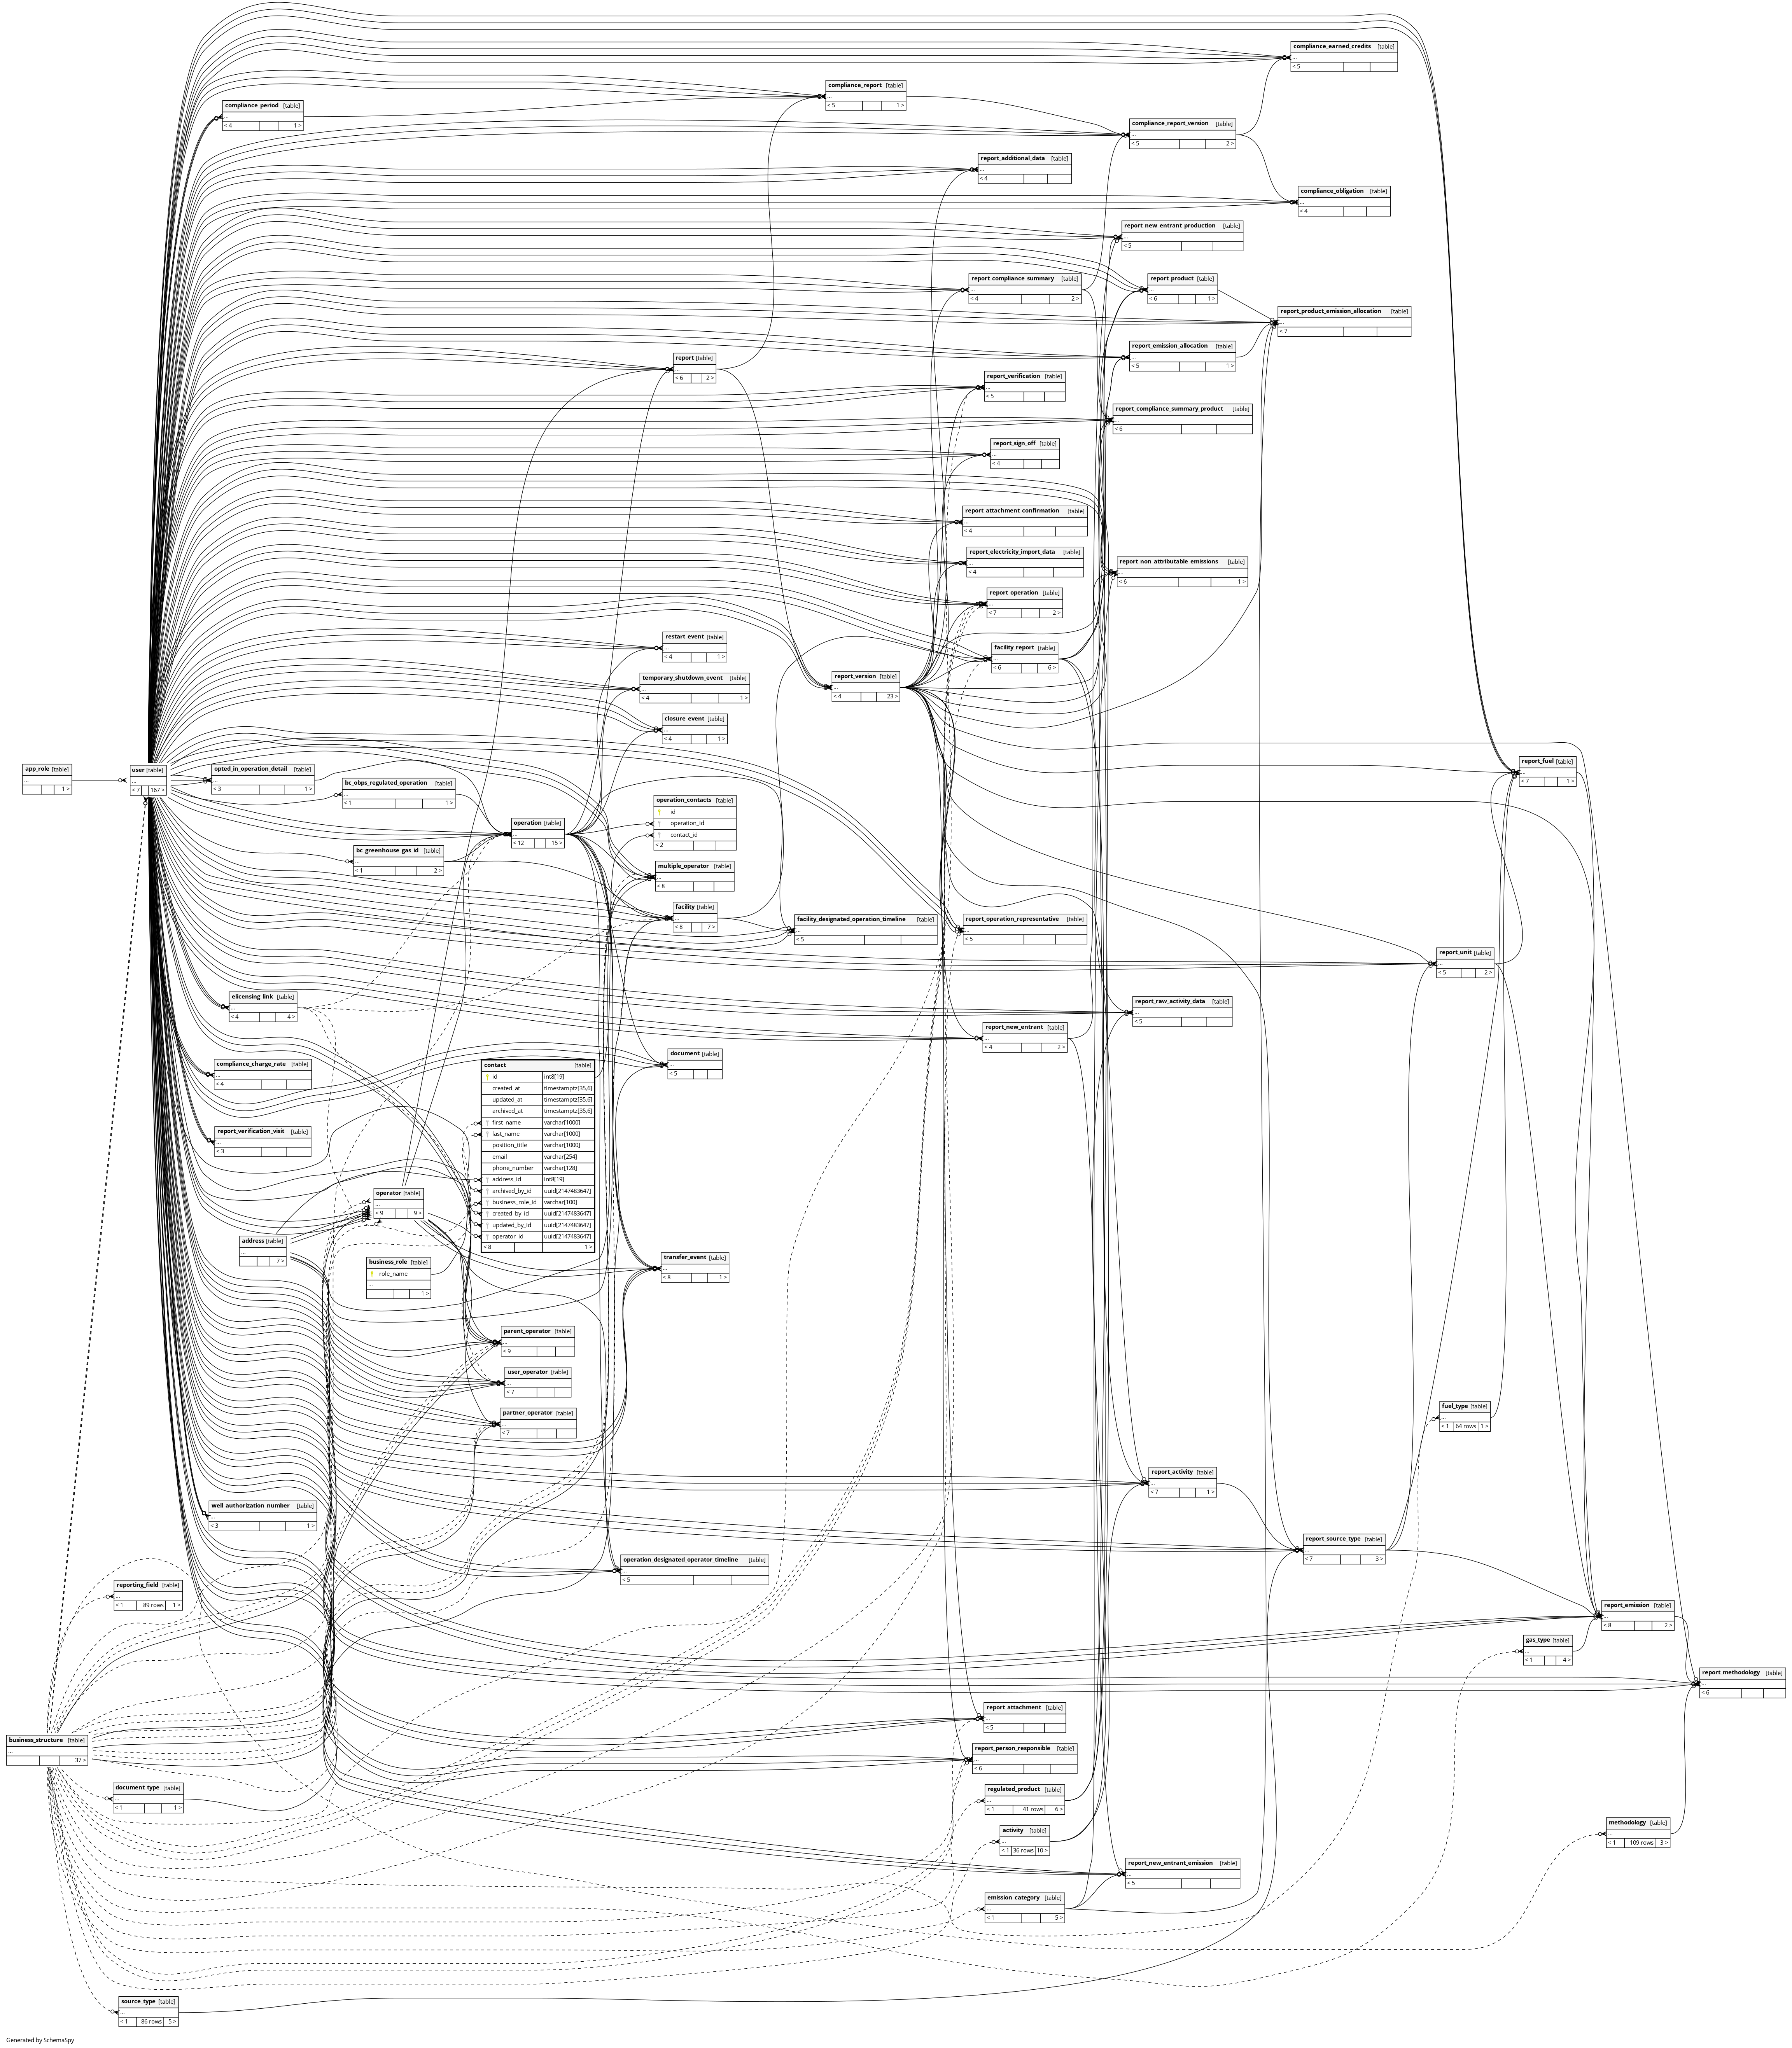 compliance_earned_credits [table]
...
< 5
compliance_report [table]
...
< 5 1 >
compliance_period [table]
...
< 4 1 >
compliance_report_version [table]
...
< 5 2 >
report_additional_data [table]
...
< 4
compliance_obligation [table]
...
< 4
report_new_entrant_production [table]
...
< 5
report_compliance_summary [table]
...
< 4 2 >
report_product [table]
...
< 6 1 >
report_product_emission_allocation [table]
...
< 7
report_emission_allocation [table]
...
< 5 1 >
report [table]
...
< 6 2 >
report_verification [table]
...
< 5
report_compliance_summary_product [table]
...
< 6
report_sign_off [table]
...
< 4
report_attachment_confirmation [table]
...
< 4
report_electricity_import_data [table]
...
< 4
report_non_attributable_emissions [table]
...
< 6 1 >
report_operation [table]
...
< 7 2 >
restart_event [table]
...
< 4 1 >
facility_report [table]
...
< 6 6 >
temporary_shutdown_event [table]
...
< 4 1 >
report_version [table]
...
< 4 23 >
closure_event [table]
...
< 4 1 >
app_role [table]
...
1 >
user [table]
...
< 7 167 >
opted_in_operation_detail [table]
...
< 3 1 >
bc_obps_regulated_operation [table]
...
< 1 1 >
report_fuel [table]
...
< 7 1 >
operation_contacts [table]
id
operation_id
contact_id
< 2
operation [table]
...
< 12 15 >
bc_greenhouse_gas_id [table]
...
< 1 2 >
multiple_operator [table]
...
< 8
facility [table]
...
< 8 7 >
facility_designated_operation_timeline [table]
...
< 5
report_operation_representative [table]
...
< 5
report_unit [table]
...
< 5 2 >
elicensing_link [table]
...
< 4 4 >
report_raw_activity_data [table]
...
< 5
report_new_entrant [table]
...
< 4 2 >
document [table]
...
< 5
compliance_charge_rate [table]
...
< 4
contact [table]
id int8[19]
created_at timestamptz[35,6]
updated_at timestamptz[35,6]
archived_at timestamptz[35,6]
first_name varchar[1000]
last_name varchar[1000]
position_title varchar[1000]
email varchar[254]
phone_number varchar[128]
address_id int8[19]
archived_by_id uuid[2147483647]
business_role_id varchar[100]
created_by_id uuid[2147483647]
updated_by_id uuid[2147483647]
operator_id uuid[2147483647]
< 8 1 >
report_verification_visit [table]
...
< 3
operator [table]
...
< 9 9 >
address [table]
...
7 >
business_role [table]
role_name
...
1 >
transfer_event [table]
...
< 8 1 >
parent_operator [table]
...
< 9
user_operator [table]
...
< 7
partner_operator [table]
...
< 7
fuel_type [table]
...
< 1 64 rows 1 >
report_activity [table]
...
< 7 1 >
well_authorization_number [table]
...
< 3 1 >
report_source_type [table]
...
< 7 3 >
operation_designated_operator_timeline [table]
...
< 5
reporting_field [table]
...
< 1 89 rows 1 >
report_emission [table]
...
< 8 2 >
gas_type [table]
...
< 1 4 >
report_methodology [table]
...
< 6
report_attachment [table]
...
< 5
business_structure [table]
...
37 >
report_person_responsible [table]
...
< 6
document_type [table]
...
< 1 1 >
regulated_product [table]
...
< 1 41 rows 6 >
methodology [table]
...
< 1 109 rows 3 >
activity [table]
...
< 1 36 rows 10 >
report_new_entrant_emission [table]
...
< 5
emission_category [table]
...
< 1 5 >
source_type [table]
...
< 1 86 rows 5 >
Generated by SchemaSpy